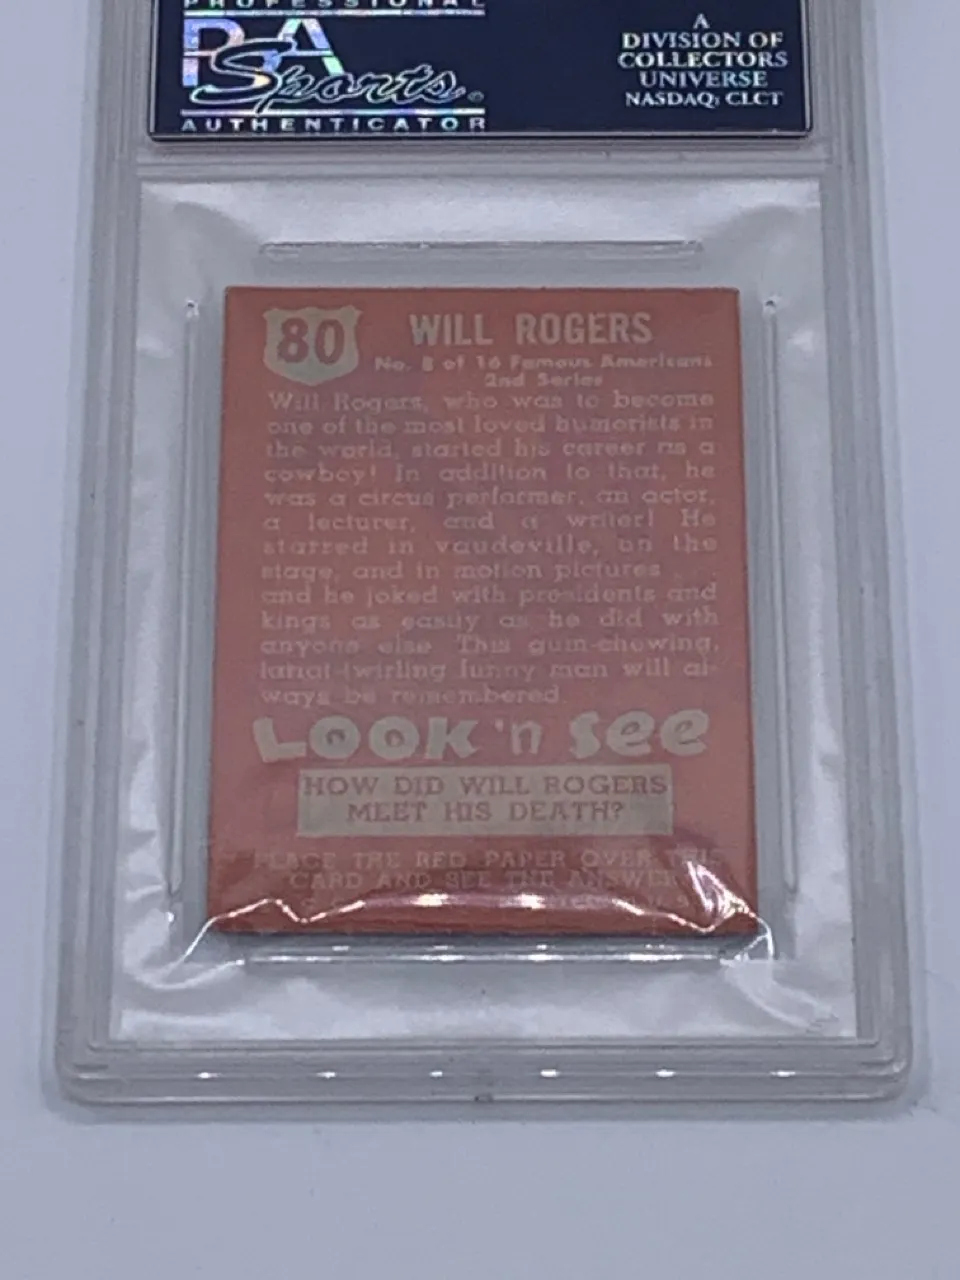 PROFESSIONAL
PSA
Sports
AUTHENTICATOR
A
DIVISION OF
COLLECTORS
UNIVERSE
NASDAQ: CLCT
80
WILL ROGERS
No. 8 of 16 Famous Americans
2nd Series
Will Rogers, who was to become
one of the most loved humorists in
the world, started his career as a
cowboy! In addition to that, he
was a circus performer, an actor,
a lecturer, and a writer! He
starred in vaudeville, on the
stage, and in motion pictures . .
and he joked with presidents and
kings as easily as he did with
anyone else. This gum-chewing,
lariat-twirling funny man will al-
ways be remembered.
LOOK 'n See
HOW DID WILL ROGERS
MEET HIS DEATH?
PLACE THE RED PAPER OVER THIS
CARD AND SEE THE ANSWER